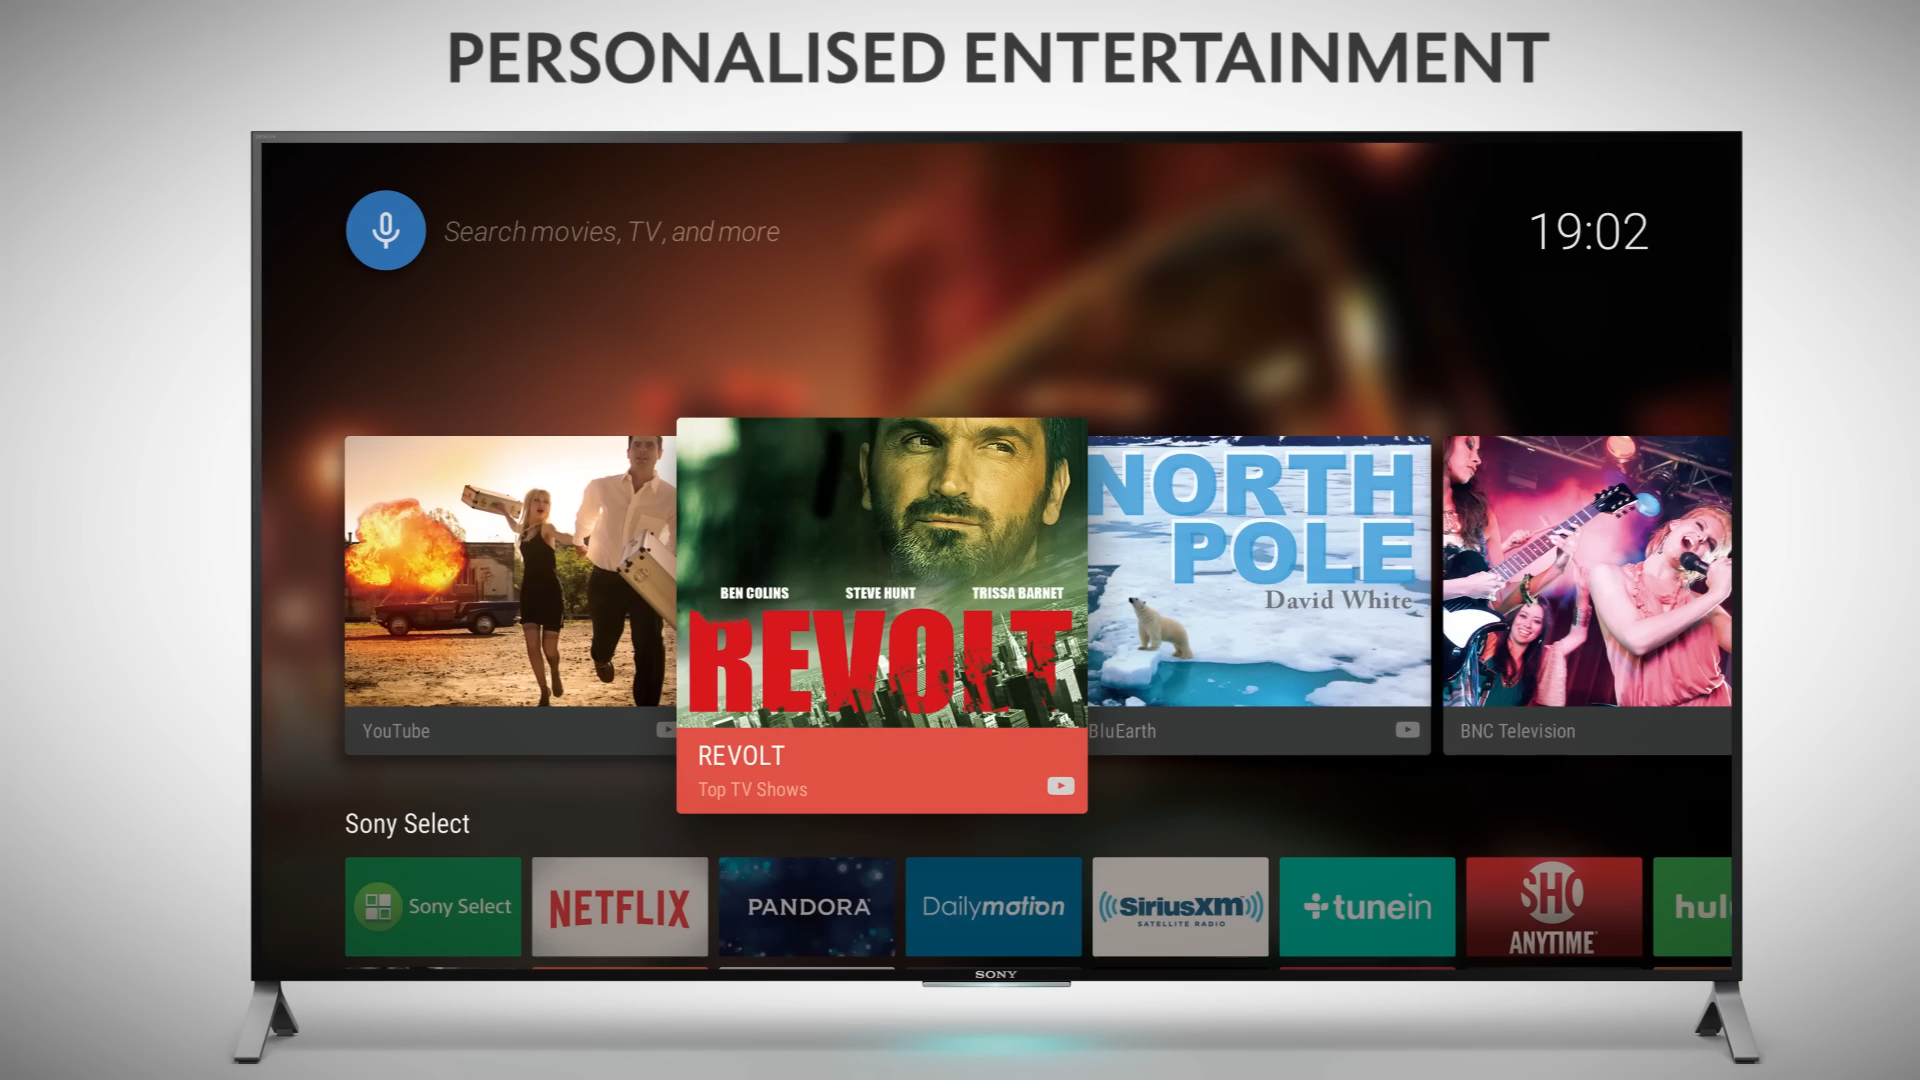 PERSONALISED ENTERTAINMENT
Search movies, TV, and more
19:02
NORTH
POLE
David White
BEN COLINS STEVE HUNT TRISSA BARNET
REVOLT
YouTube
REVOLT
Top TV Shows
BluEarth
BNC Television
Sony Select
Sony Select
NETFLIX
PANDORA
Dailymotion
SiriusXM
SATELLITE RADIO
tunein
SHO
ANYTIME
hul
SONY